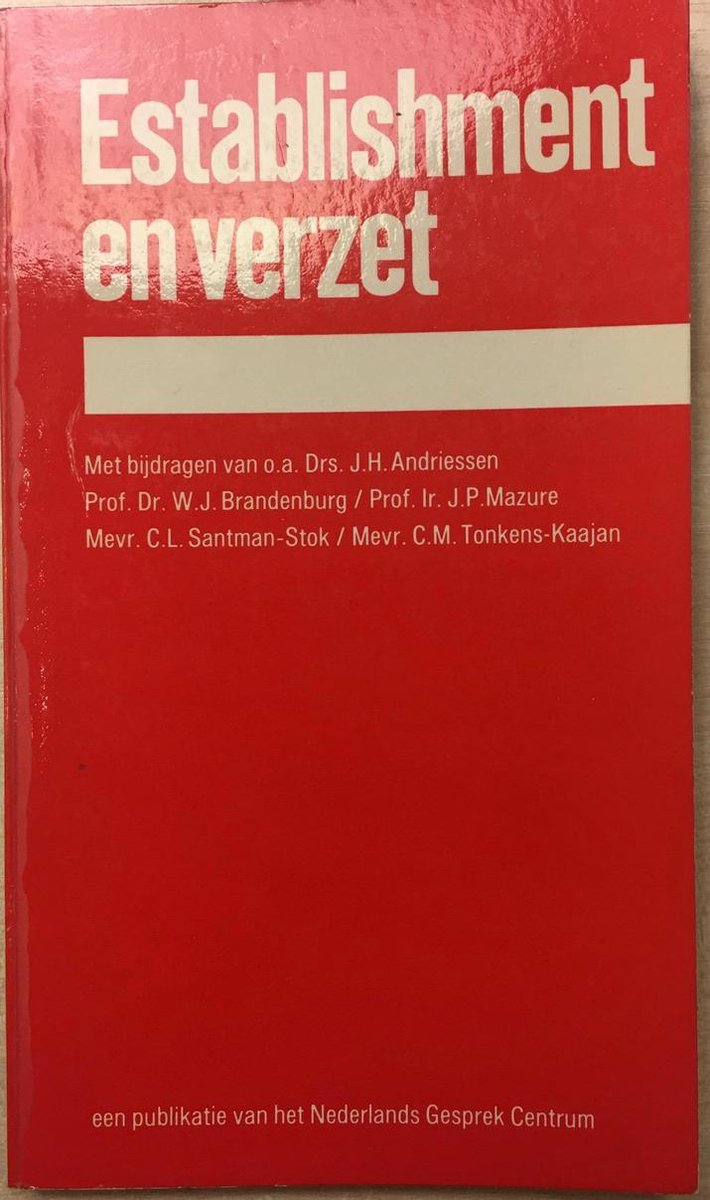 Establishment
en verzet
Met bijdragen van o.a. Drs. J.H. Andriessen
Prof. Dr. W.J. Brandenburg / Prof. Ir. J.P.Mazure
Mevr. C.L. Santman-Stok / Mevr. C.M. Tonkens-Kaajan
een publikatie van het Nederlands Gesprek Centrum